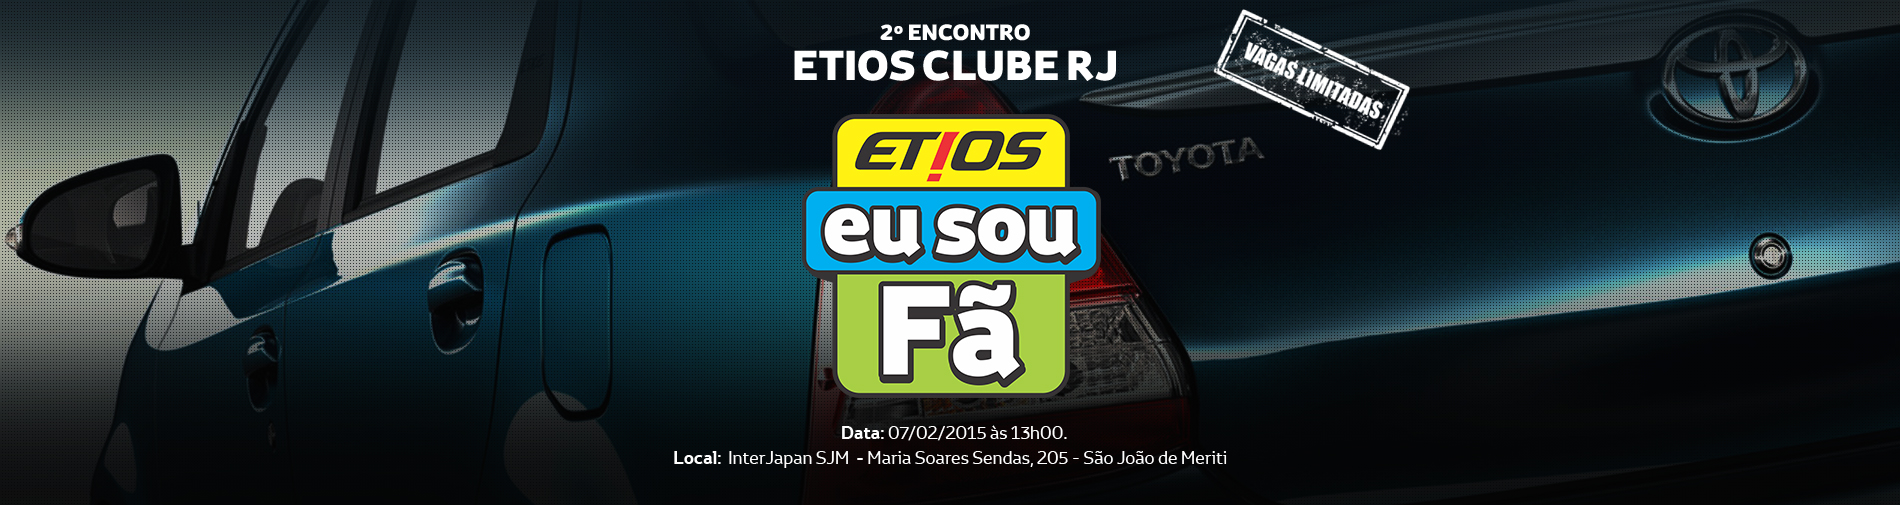 2º ENCONTRO
ETIOS CLUBE RJ
VAGAS LIMITADAS
TOYOTA
ET!OS
eu sou
Fã
Data: 07/02/2015 às 13h00.
Local: InterJapan SJM - Maria Soares Sendas, 205 - São João de Meriti